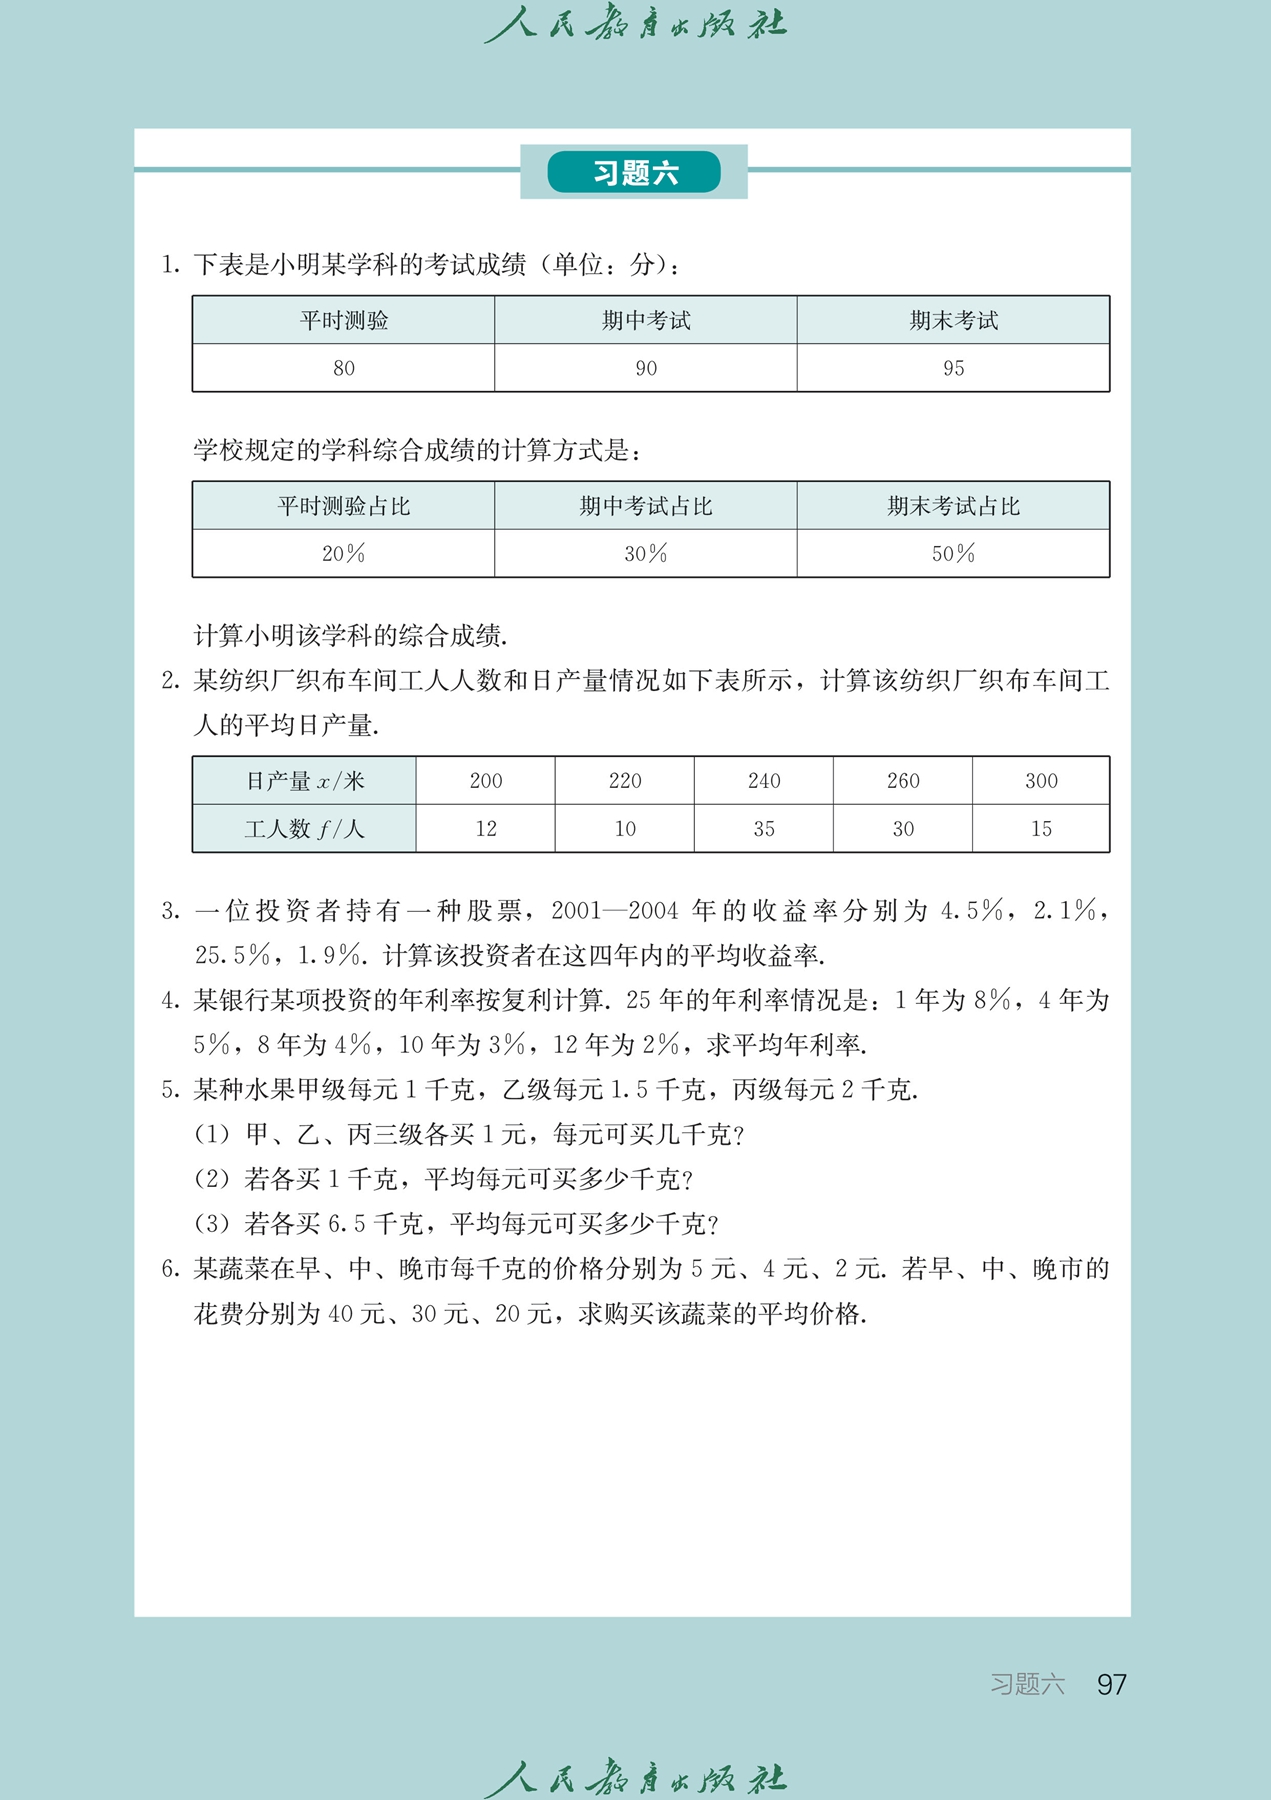 人民教育出版社
习题六
1. 下表是小明某学科的考试成绩（单位：分）：
平时测验 期中考试 期末考试
80 90 95
学校规定的学科综合成绩的计算方式是：
平时测验占比 期中考试占比 期末考试占比
20% 30% 50%
计算小明该学科的综合成绩.
2. 某纺织厂织布车间工人人数和日产量情况如下表所示，计算该纺织厂织布车间工
人的平均日产量.
日产量 x/米 200 220 240 260 300
工人数 f/人 12 10 35 30 15
3. 一位投资者持有一种股票，2001—2004 年的收益率分别为 4.5%，2.1%，
25.5%，1.9%. 计算该投资者在这四年内的平均收益率.
4. 某银行某项投资的年利率按复利计算. 25 年的年利率情况是：1 年为 8%，4 年为
5%，8 年为 4%，10 年为 3%，12 年为 2%，求平均年利率.
5. 某种水果甲级每元 1 千克，乙级每元 1.5 千克，丙级每元 2 千克.
（1）甲、乙、丙三级各买 1 元，每元可买几千克?
（2）若各买 1 千克，平均每元可买多少千克?
（3）若各买 6.5 千克，平均每元可买多少千克?
6. 某蔬菜在早、中、晚市每千克的价格分别为 5 元、4 元、2 元. 若早、中、晚市的
花费分别为 40 元、30 元、20 元，求购买该蔬菜的平均价格.
习题六 97
人民教育出版社